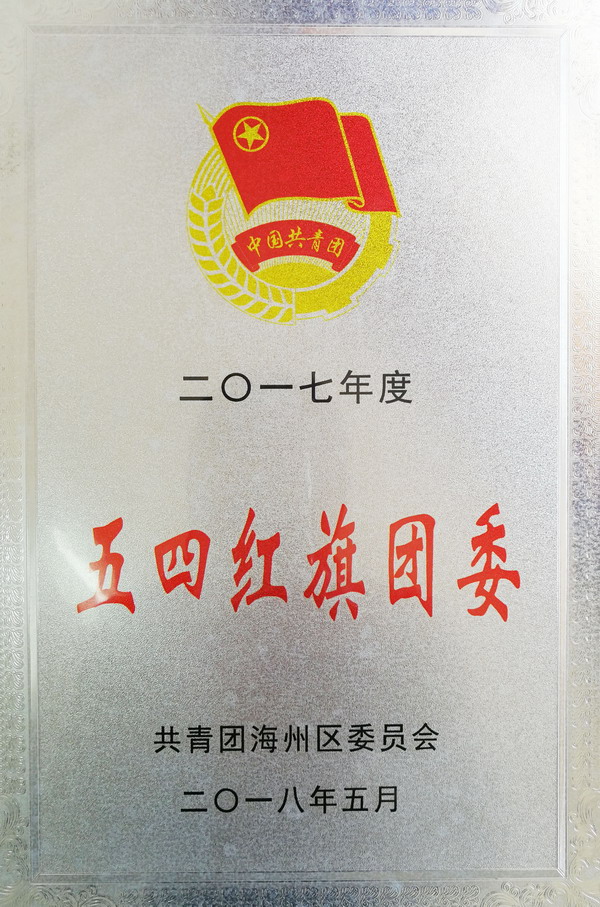 中国共青团
二〇一七年度
五四红旗团委
共青团海州区委员会
二〇一八年五月